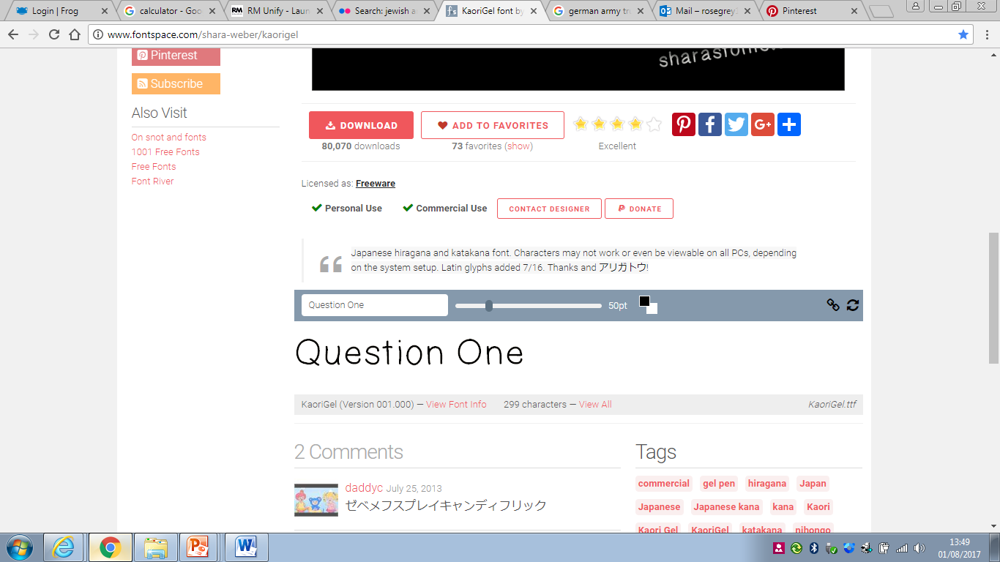 Login | Frog
calculator - Goo
RM Unify - Laun
Search: jewish a
KaoriGel font by
german army tr
Mail – rosegrey2
Pinterest
www.fontspace.com/shara-weber/kaorigel
Pinterest
Subscribe
Also Visit
On snot and fonts
1001 Free Fonts
Free Fonts
Font River
DOWNLOAD
80,070 downloads
ADD TO FAVORITES
73 favorites (show)
Excellent
Licensed as: Freeware
Personal Use
Commercial Use
CONTACT DESIGNER
DONATE
Japanese hiragana and katakana font. Characters may not work or even be viewable on all PCs, depending
on the system setup. Latin glyphs added 7/16. Thanks and アリガトウ!
Question One
50pt
Question One
KaoriGel (Version 001.000) — View Font Info
299 characters — View All
KaoriGel.ttf
2 Comments
daddyc July 25, 2013
ゼベメフスプレイキャンディフリック
Tags
commercial gel pen hiragana Japan
Japanese Japanese kana kana Kaori
Kaori Gel KaoriGel katakana nihongo
13:49
01/08/2017